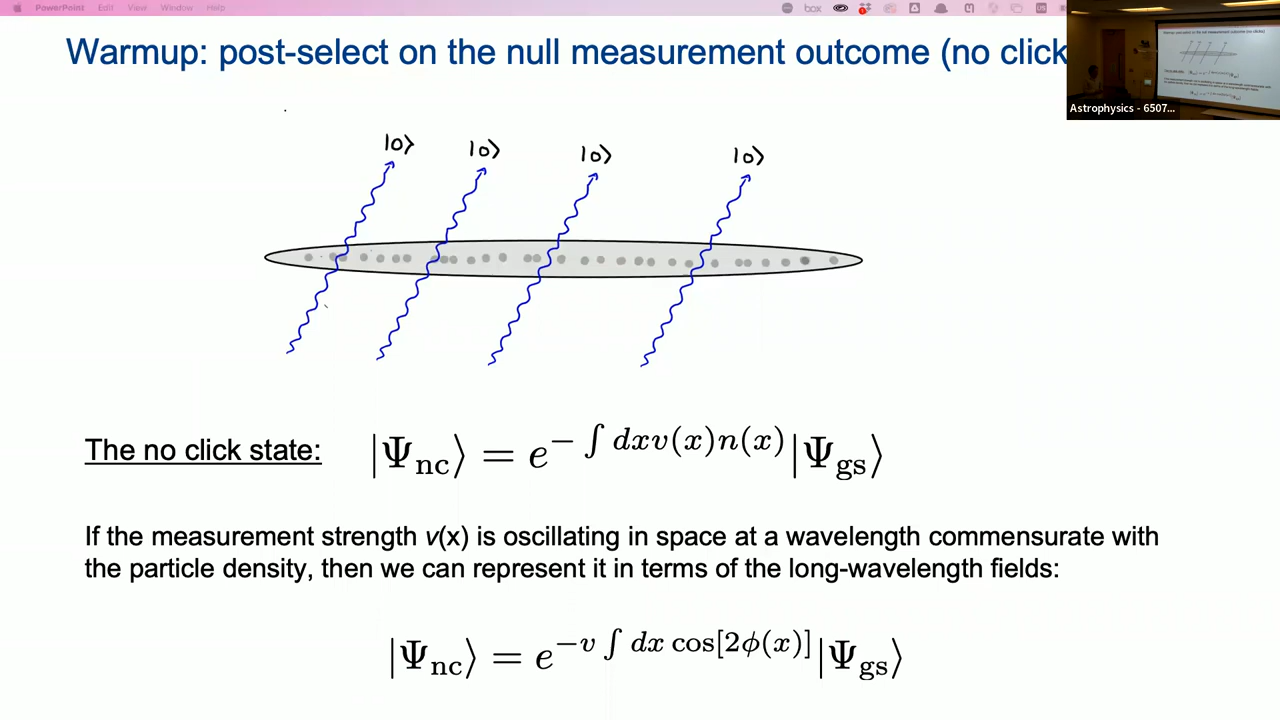 PowerPoint Edit View Window Help
box
Warmup: post-select on the null measurement outcome (no click
Astrophysics - 6507...
|0⟩ |0⟩ |0⟩ |0⟩
The no click state: |Ψ_nc⟩ = e^{-∫ dxv(x)n(x)}|Ψ_gs⟩
If the measurement strength v(x) is oscillating in space at a wavelength commensurate with
the particle density, then we can represent it in terms of the long-wavelength fields:
|Ψ_nc⟩ = e^{-v ∫ dx cos[2ϕ(x)]}|Ψ_gs⟩